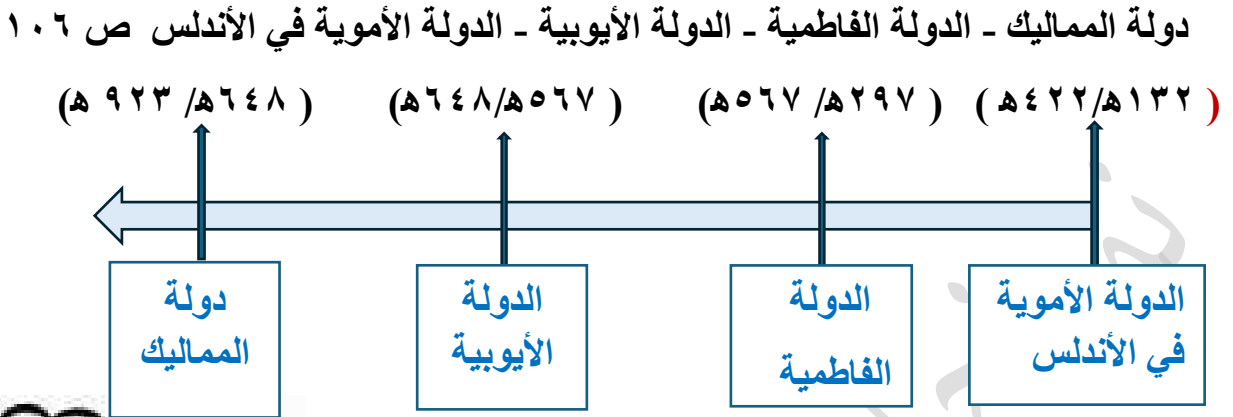 دولة المماليك - الدولة الفاطمية - الدولة الأيوبية - الدولة الأموية في الأندلس ص ١٠٦
( ١٣٢هـ/٤٢٢هـ ) ( ٢٩٧هـ/ ٥٦٧هـ) ( ٥٦٧هـ/٦٤٨هـ) ( ٦٤٨هـ/ ٩٢٣ هـ)
الدولة الأموية
في الأندلس
الدولة
الفاطمية
الدولة
الأيوبية
دولة
المماليك